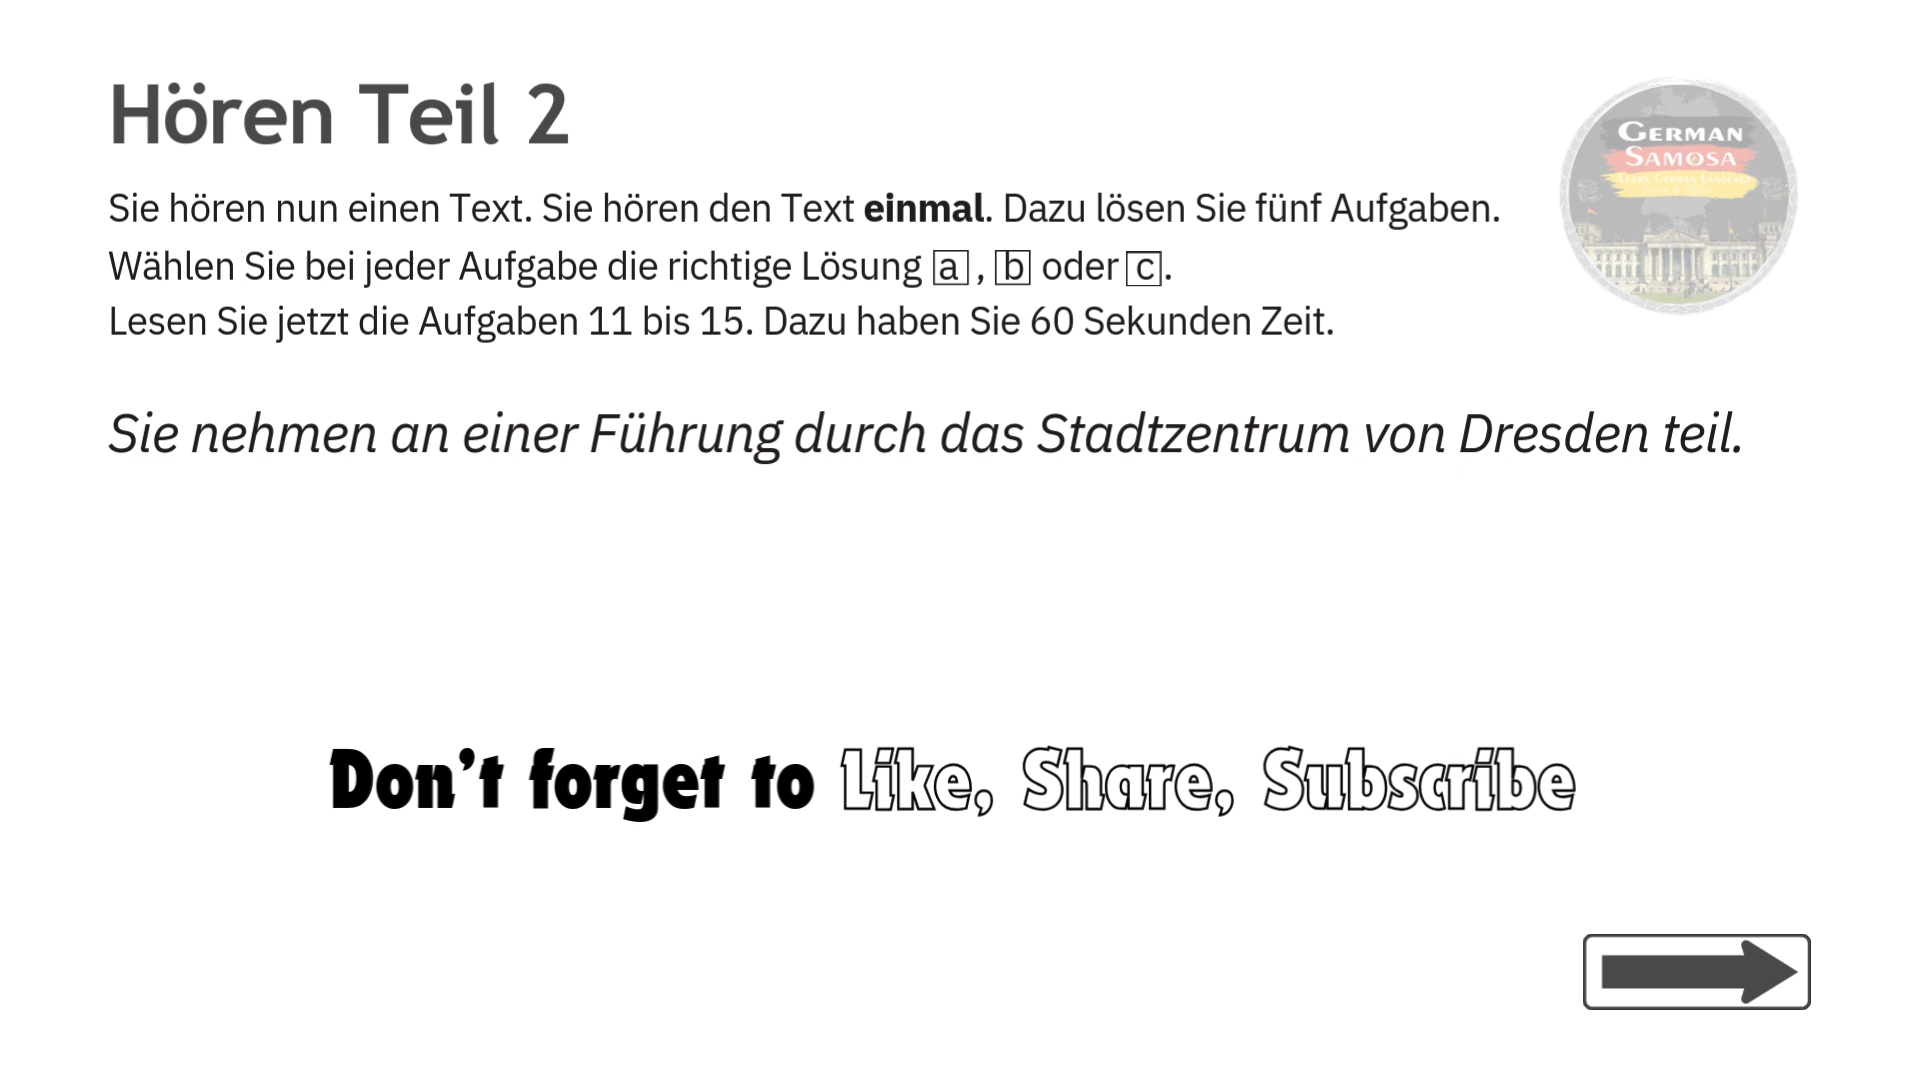 Hören Teil 2
GERMAN
SAMOSA
LEARN GERMAN LANGUAGE
Sie hören nun einen Text. Sie hören den Text einmal. Dazu lösen Sie fünf Aufgaben.
Wählen Sie bei jeder Aufgabe die richtige Lösung a, b oder c.
Lesen Sie jetzt die Aufgaben 11 bis 15. Dazu haben Sie 60 Sekunden Zeit.
Sie nehmen an einer Führung durch das Stadtzentrum von Dresden teil.
Don't forget to Like, Share, Subscribe